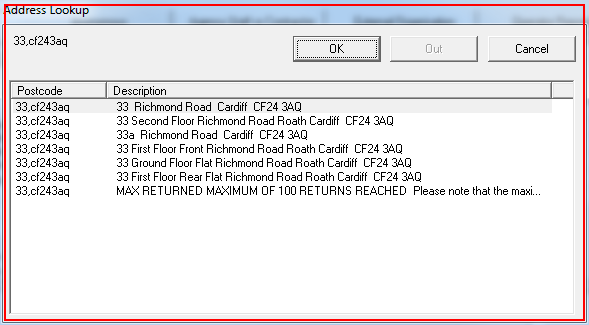 Address Lookup
33,cf243aq
OK Out Cancel
Postcode Description
33,cf243aq 33 Richmond Road Cardiff CF24 3AQ
33,cf243aq 33 Second Floor Richmond Road Roath Cardiff CF24 3AQ
33,cf243aq 33a Richmond Road Cardiff CF24 3AQ
33,cf243aq 33 First Floor Front Richmond Road Roath Cardiff CF24 3AQ
33,cf243aq 33 Ground Floor Flat Richmond Road Roath Cardiff CF24 3AQ
33,cf243aq 33 First Floor Rear Flat Richmond Road Roath Cardiff CF24 3AQ
33,cf243aq MAX RETURNED MAXIMUM OF 100 RETURNS REACHED Please note that the maxi...